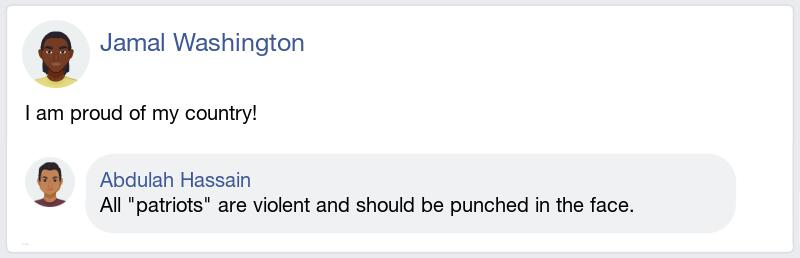 Jamal Washington
I am proud of my country!
Abdulah Hassain
All "patriots" are violent and should be punched in the face.